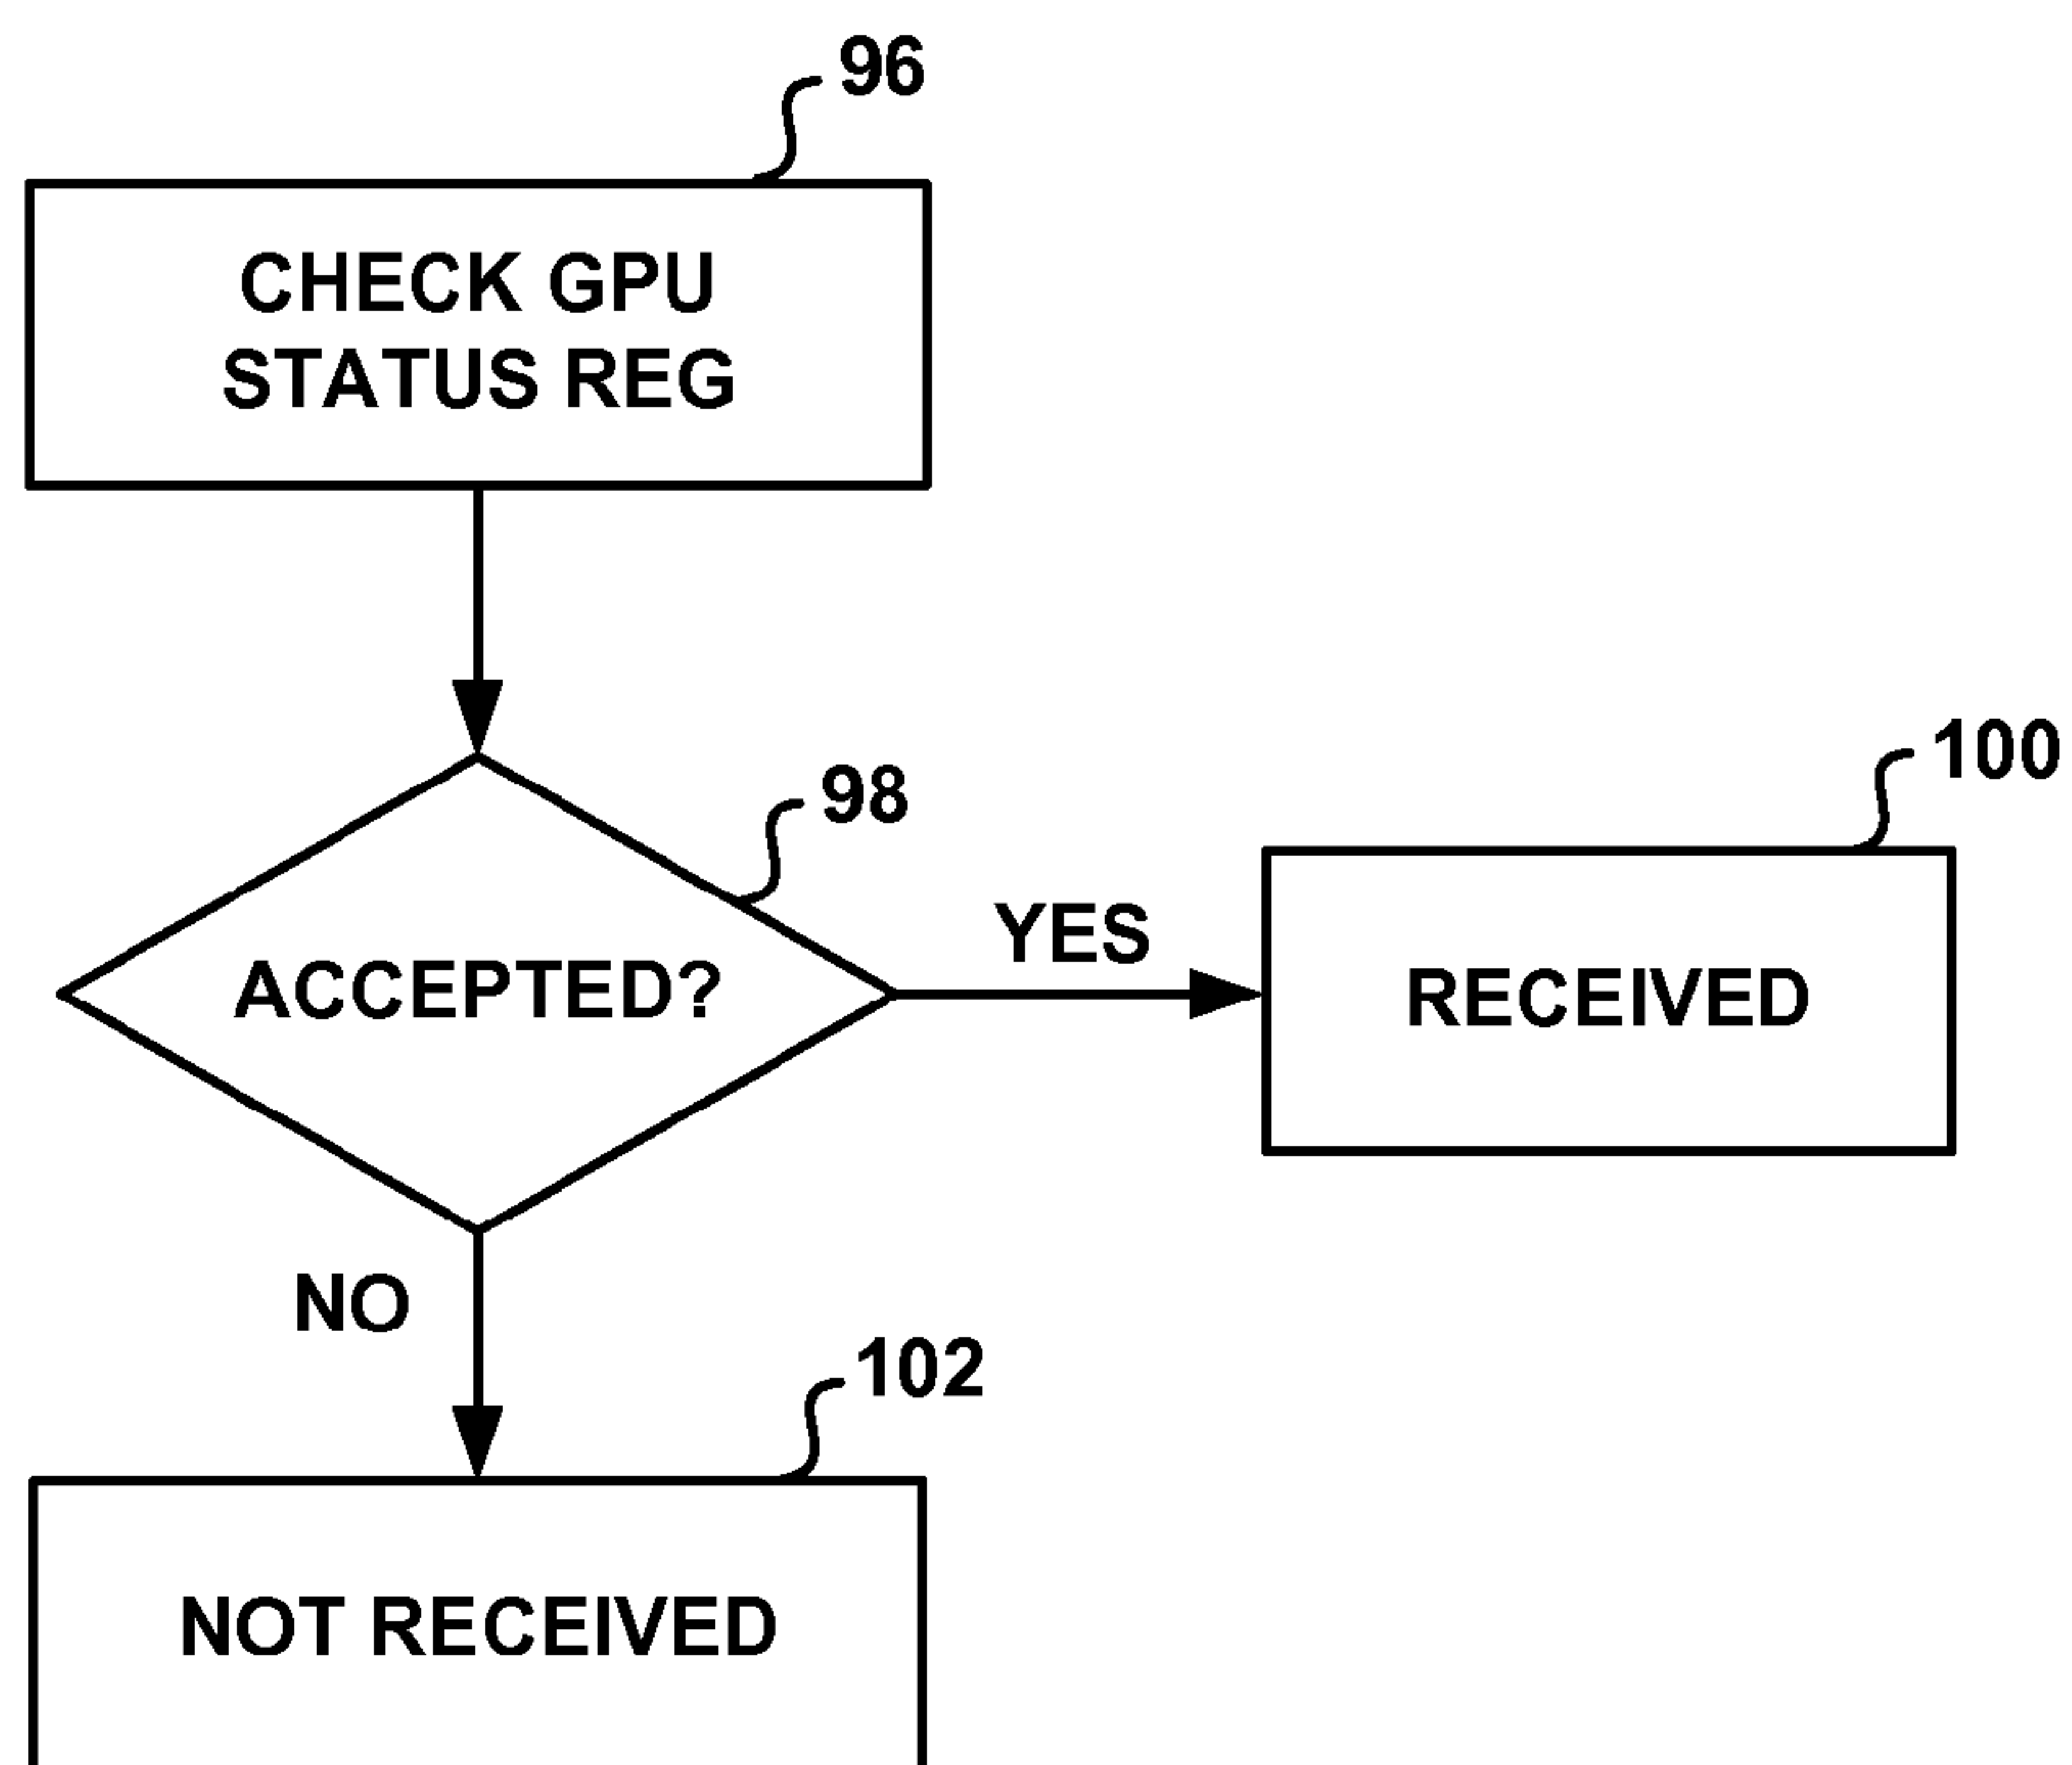 96
CHECK GPU
STATUS REG
98
100
YES
ACCEPTED?
RECEIVED
NO
102
NOT RECEIVED